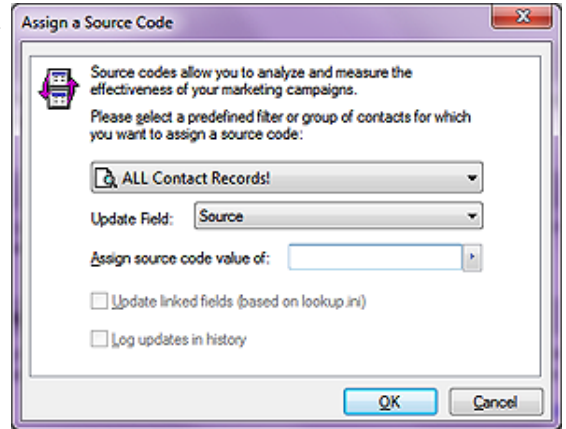 Assign a Source Code
Source codes allow you to analyze and measure the
effectiveness of your marketing campaigns.
Please select a predefined filter or group of contacts for which
you want to assign a source code:
ALL Contact Records!
Update Field: Source
Assign source code value of:
Update linked fields (based on lookup.ini)
Log updates in history
OK Cancel